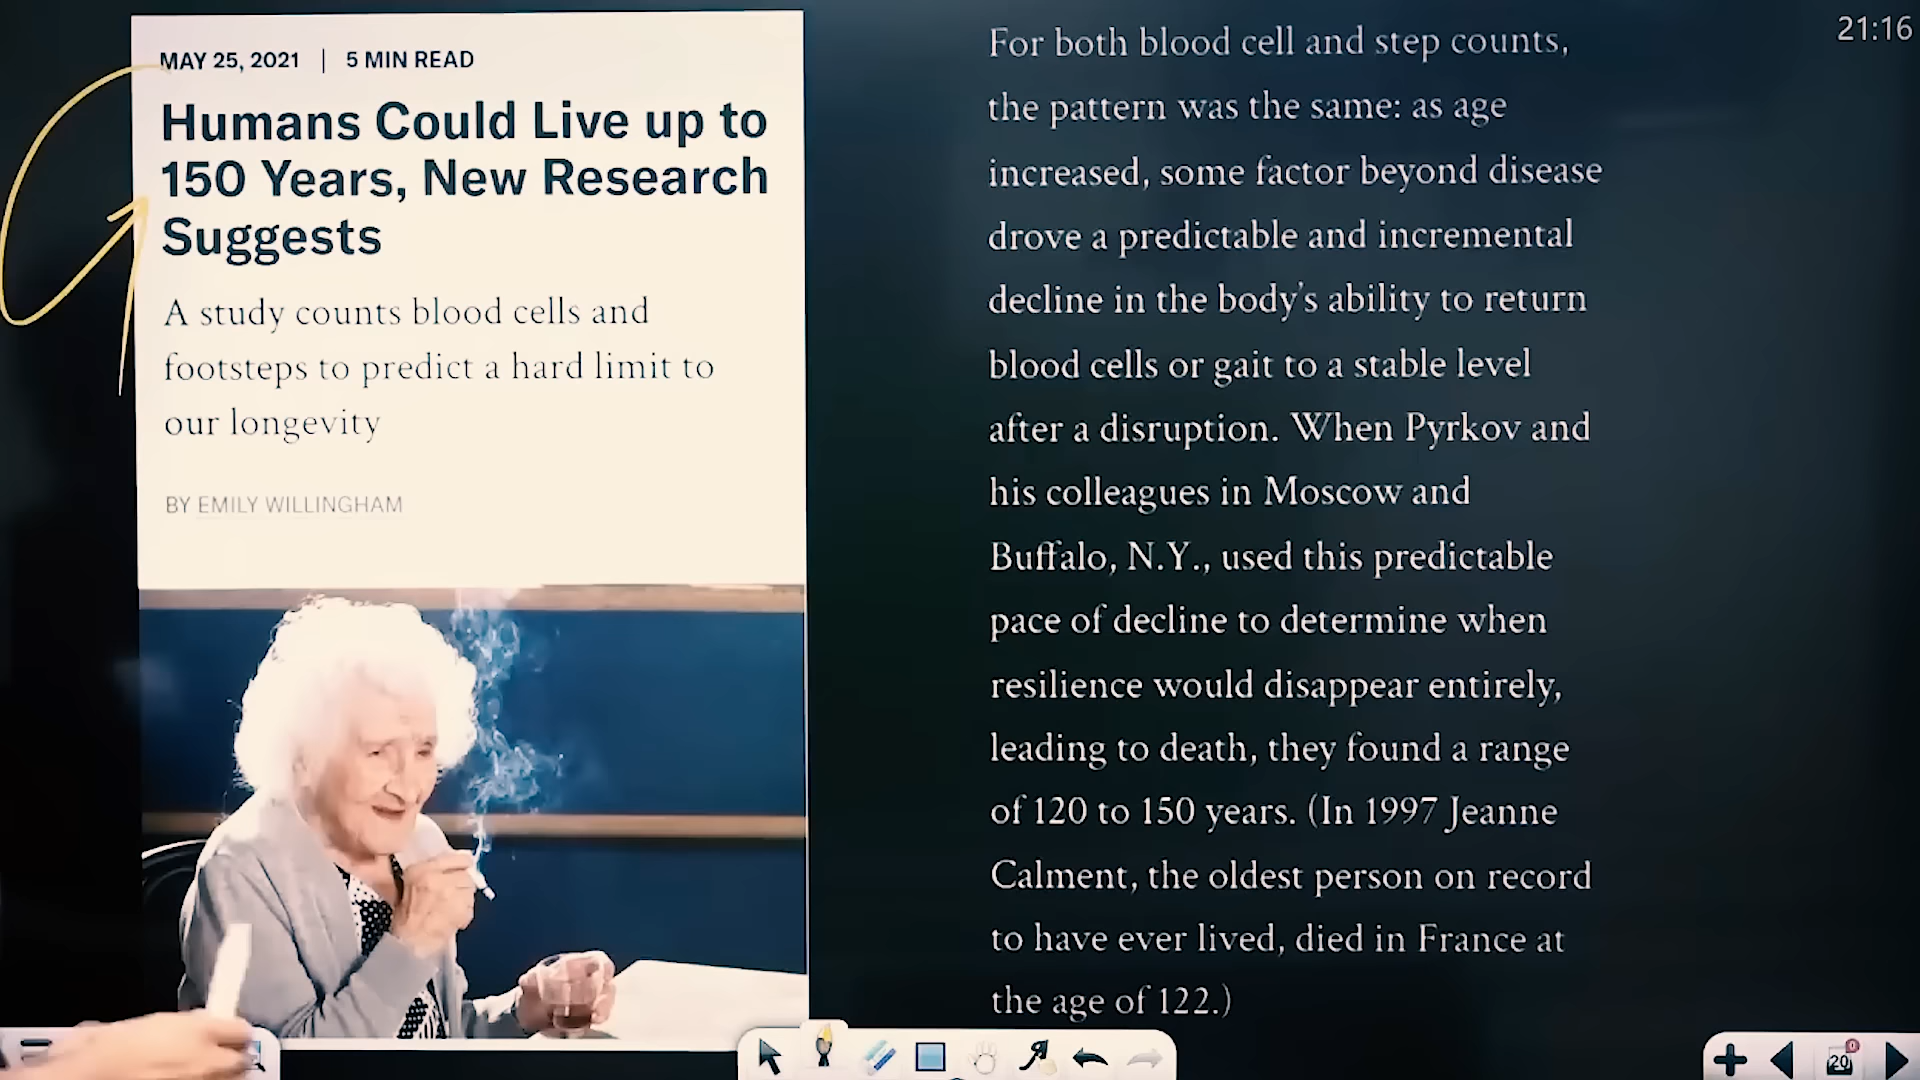 MAY 25, 2021 | 5 MIN READ
Humans Could Live up to
150 Years, New Research
Suggests
A study counts blood cells and
footsteps to predict a hard limit to
our longevity
BY EMILY WILLINGHAM
21:16
For both blood cell and step counts,
the pattern was the same: as age
increased, some factor beyond disease
drove a predictable and incremental
decline in the body's ability to return
blood cells or gait to a stable level
after a disruption. When Pyrkov and
his colleagues in Moscow and
Buffalo, N.Y., used this predictable
pace of decline to determine when
resilience would disappear entirely,
leading to death, they found a range
of 120 to 150 years. (In 1997 Jeanne
Calment, the oldest person on record
to have ever lived, died in France at
the age of 122.)
20